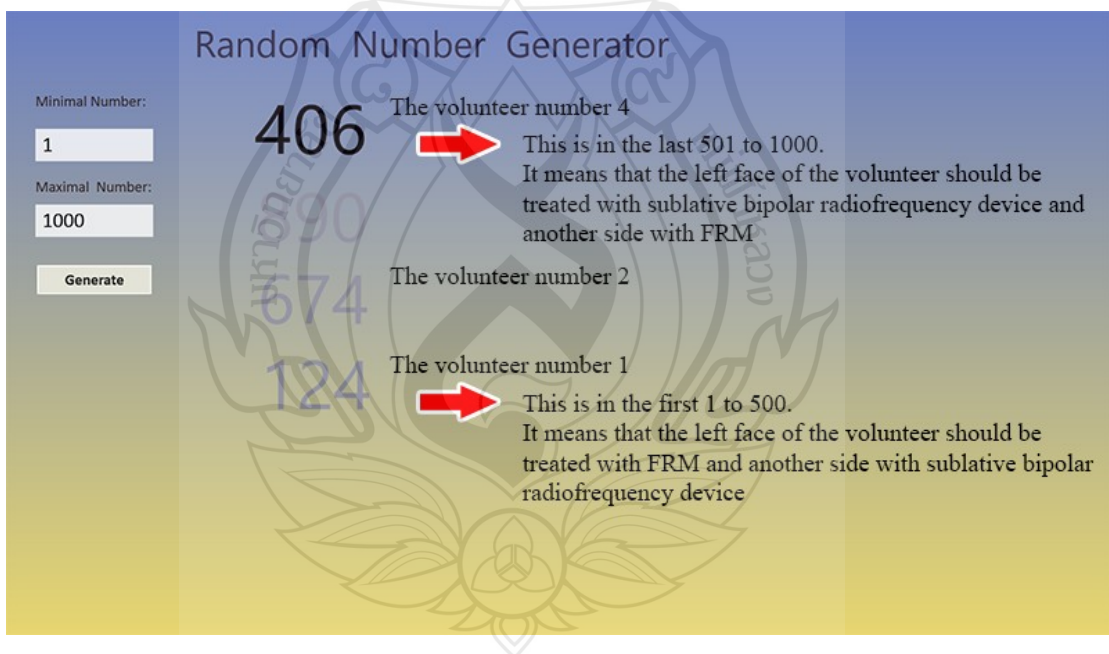 Random Number Generator
Minimal Number:
1
Maximal Number:
1000
Generate
406
The volunteer number 4
This is in the last 501 to 1000.
It means that the left face of the volunteer should be
treated with sublative bipolar radiofrequency device and
another side with FRM
674
The volunteer number 2
124
The volunteer number 1
This is in the first 1 to 500.
It means that the left face of the volunteer should be
treated with FRM and another side with sublative bipolar
radiofrequency device